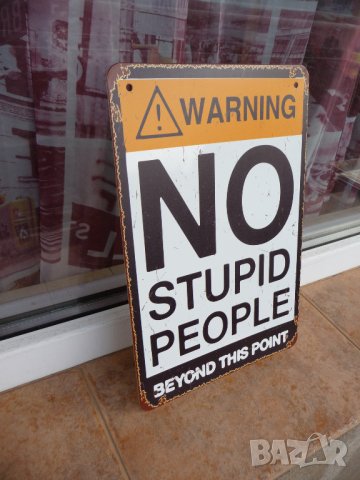 WARNING
NO
STUPID
PEOPLE
BEYOND THIS POINT
BAZAR